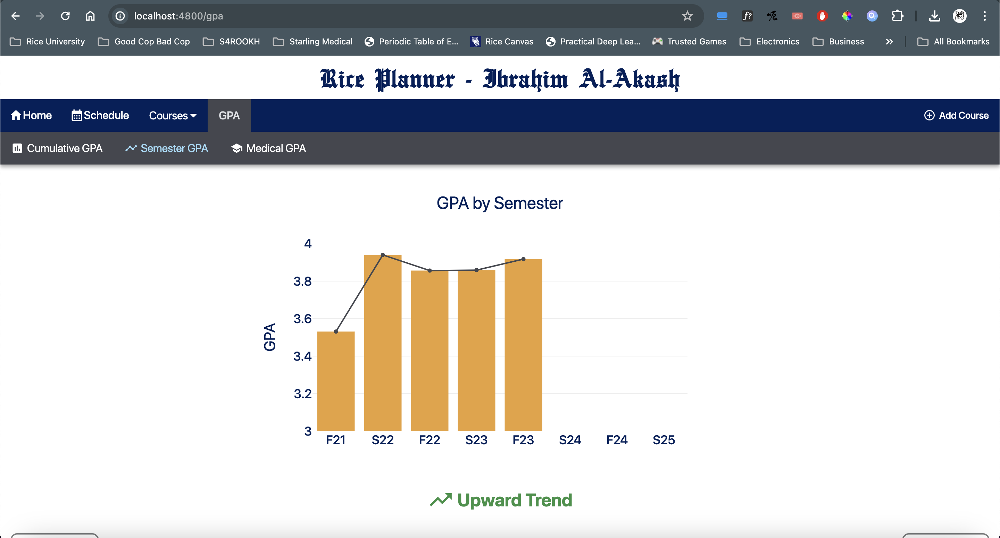 localhost:4800/gpa
f?
Rice University Good Cop Bad Cop S4ROOKH Starling Medical Periodic Table of E... Rice Canvas Practical Deep Lea... Trusted Games Electronics Business All Bookmarks
Rice Planner - Ibrahim Al-Akash
Home Schedule Courses GPA Add Course
Cumulative GPA Semester GPA Medical GPA
GPA by Semester
4
3.8
3.6
3.4
3.2
3
GPA
F21 S22 F22 S23 F23 S24 F24 S25
Upward Trend